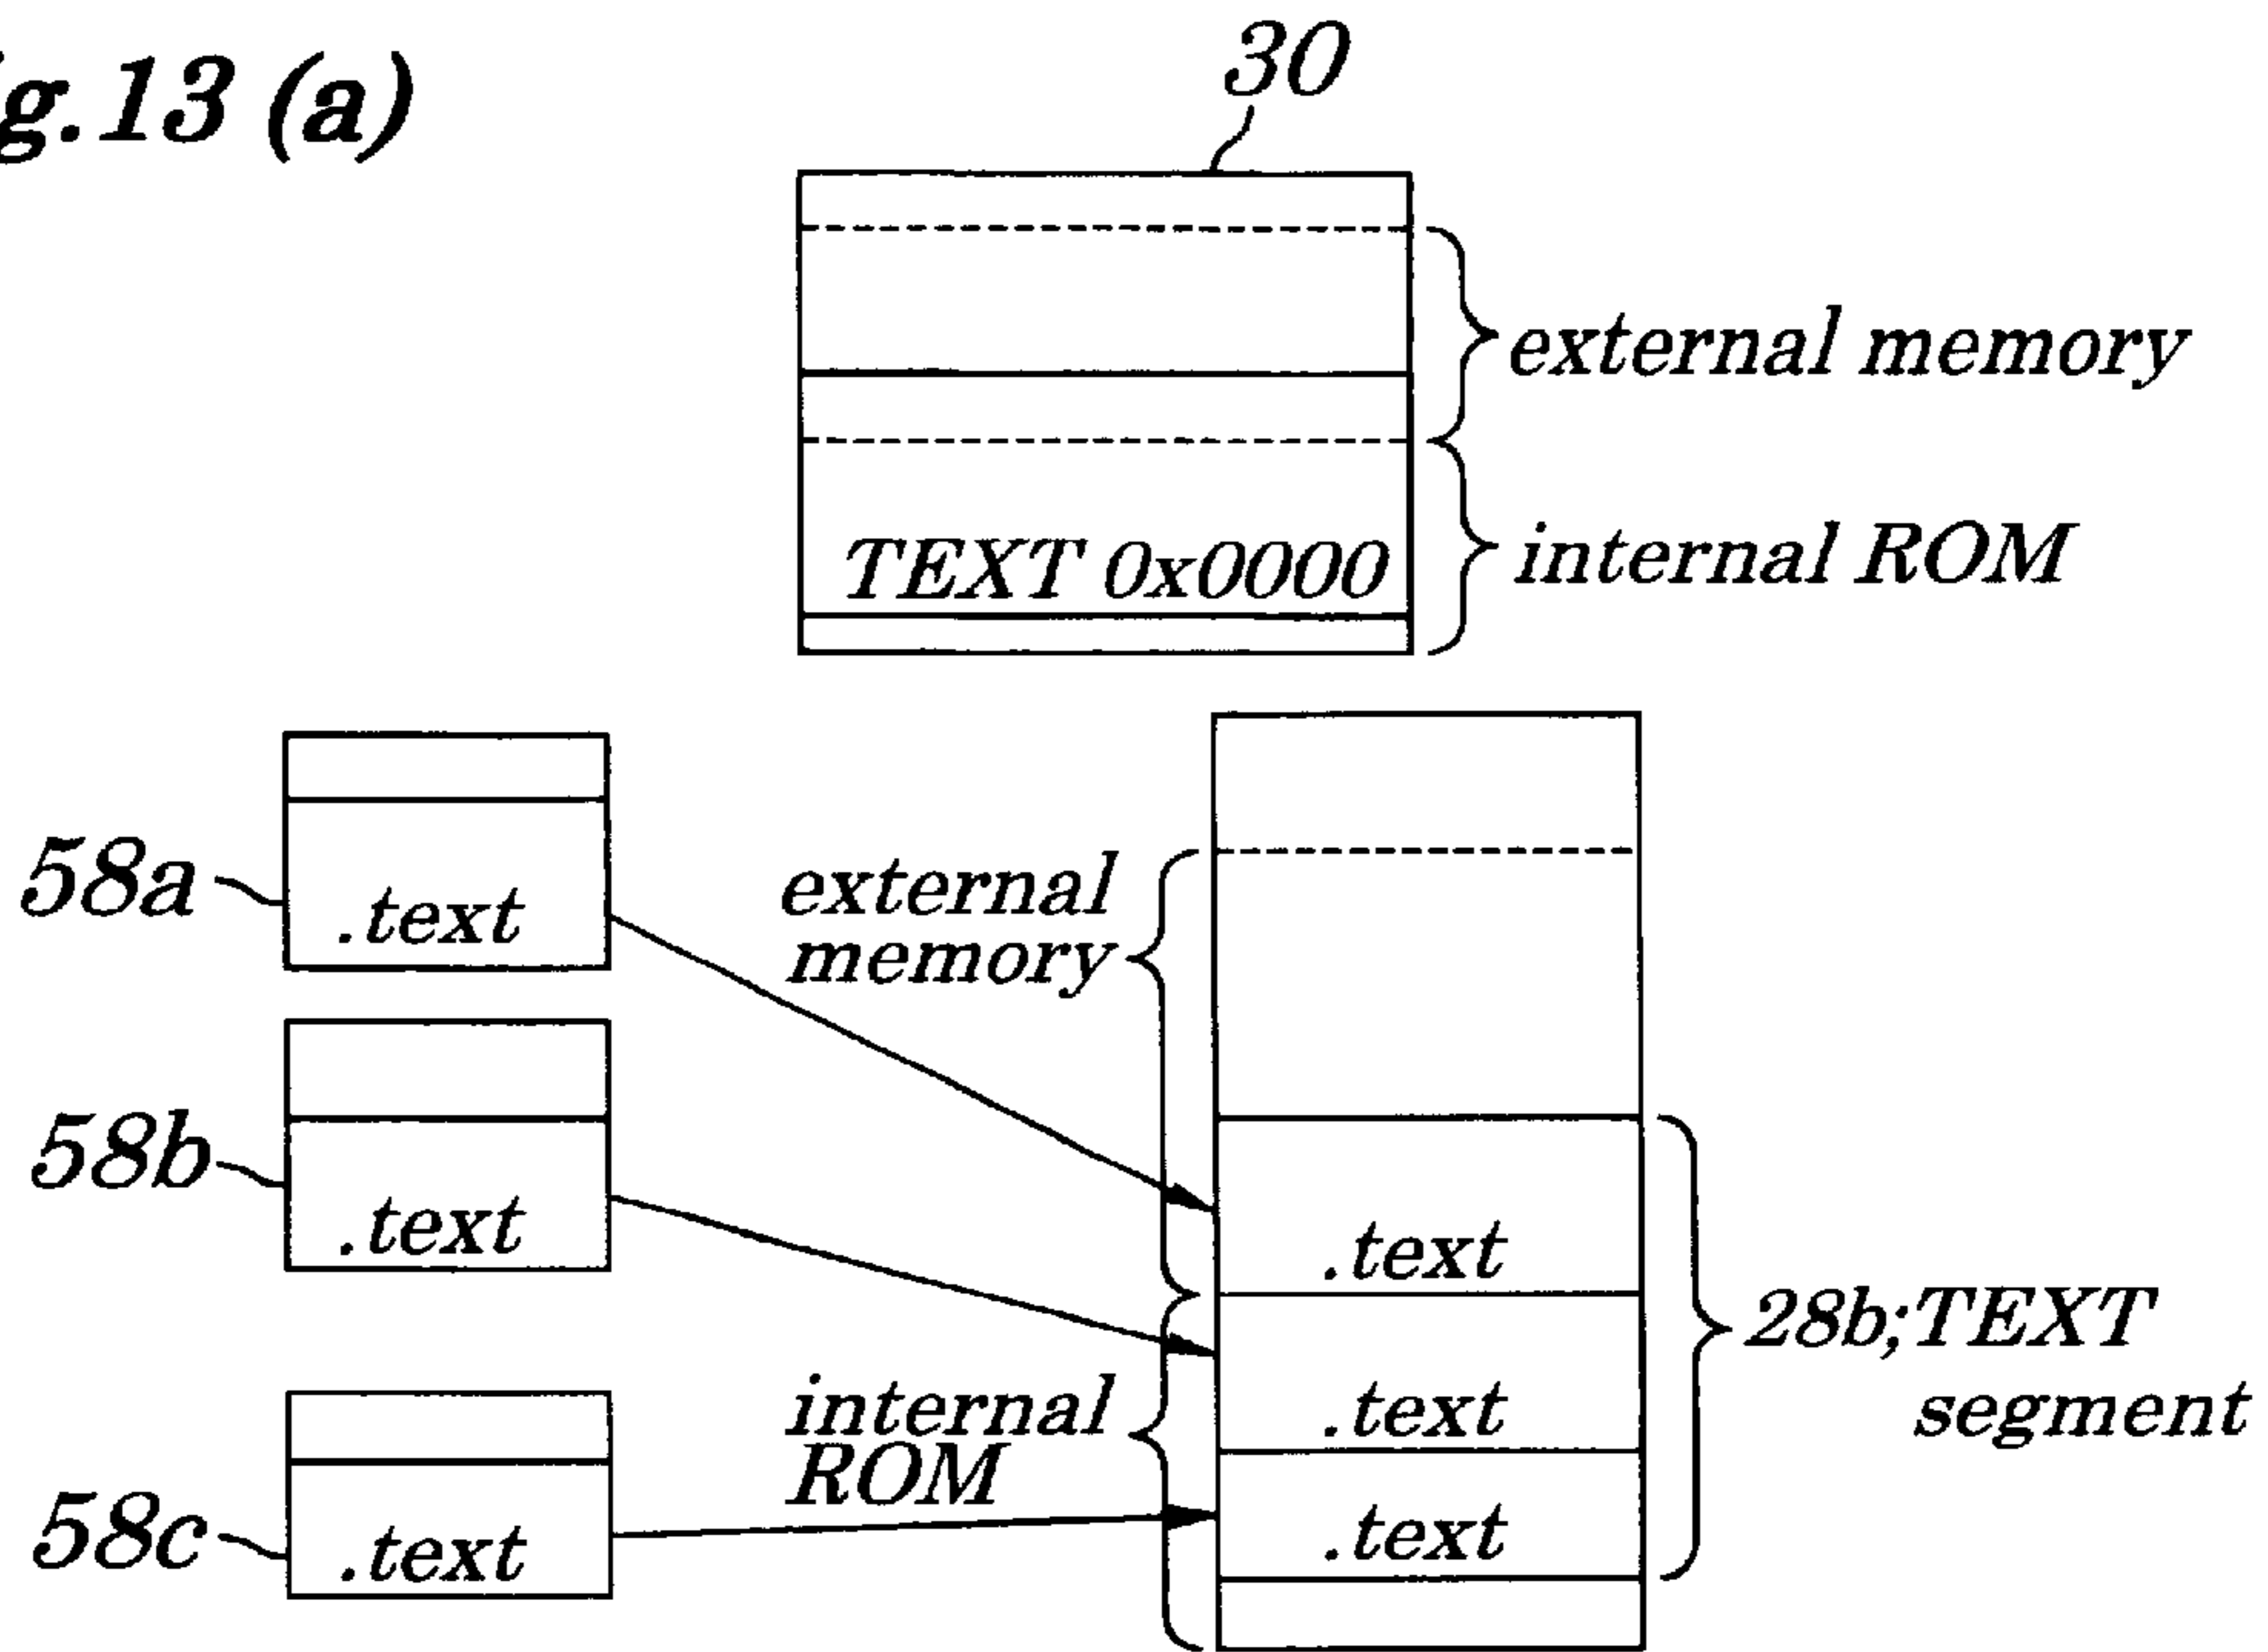 g.13 (a)
30
external memory
internal ROM
TEXT 0x0000
58a
.text
external
memory
58b
.text
.text
28b;TEXT
segment
internal
ROM
.text
58c
.text
.text